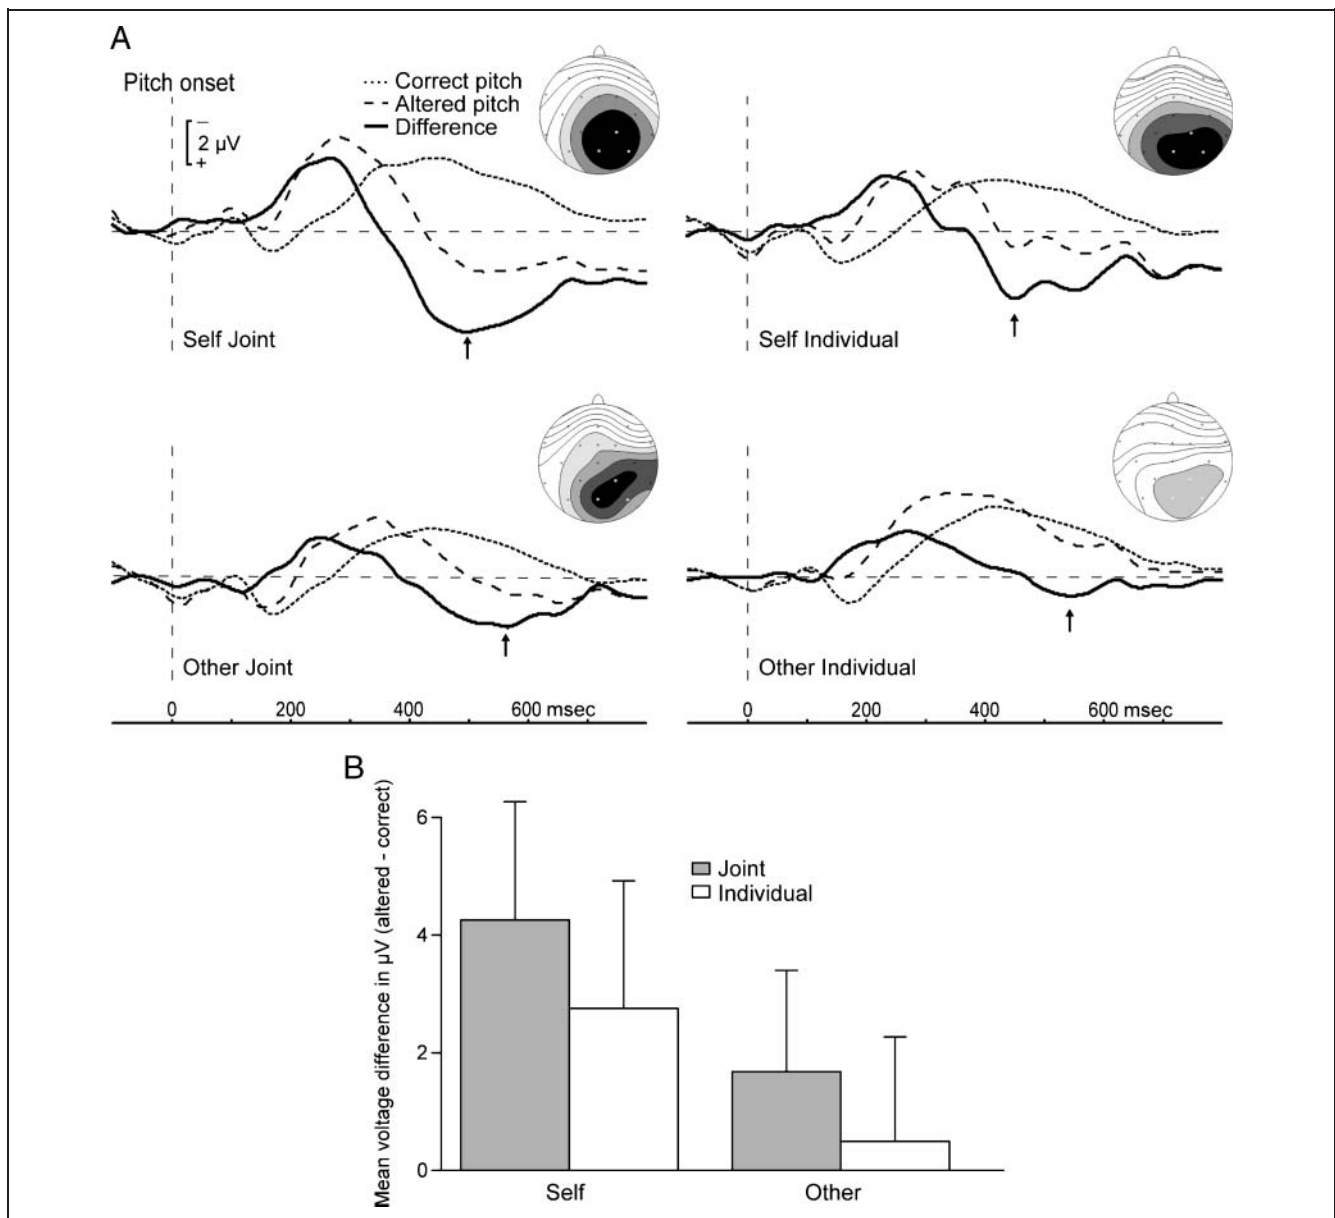 A
Pitch onset
Correct pitch
Altered pitch
Difference
−
2 µV
+
Self Joint
Self Individual
Other Joint
Other Individual
0 200 400 600 msec
0 200 400 600 msec
B
Mean voltage difference in µV (altered - correct)
6
4
2
0
Joint
Individual
Self Other